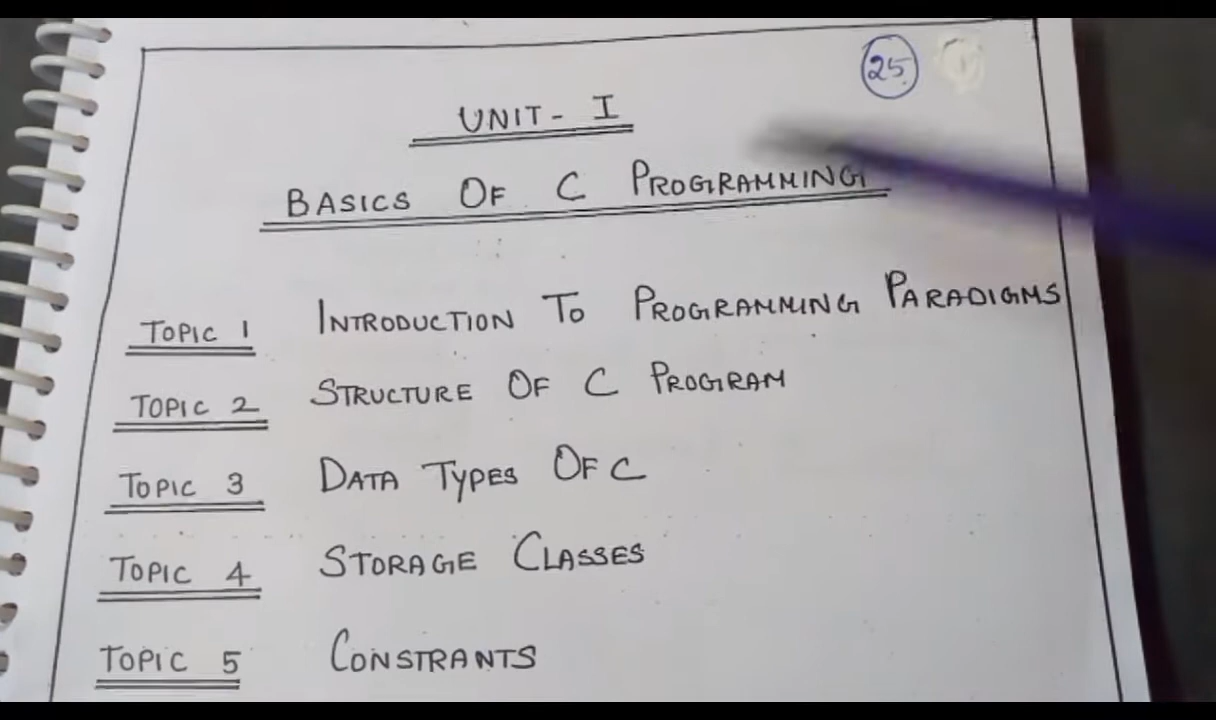 25
UNIT - I
BASICS OF C PROGRAMMING
TOPIC 1 INTRODUCTION TO PROGRAMMING PARADIGMS
TOPIC 2 STRUCTURE OF C PROGRAM
TOPIC 3 DATA TYPES OF C
TOPIC 4 STORAGE CLASSES
TOPIC 5 CONSTRANTS